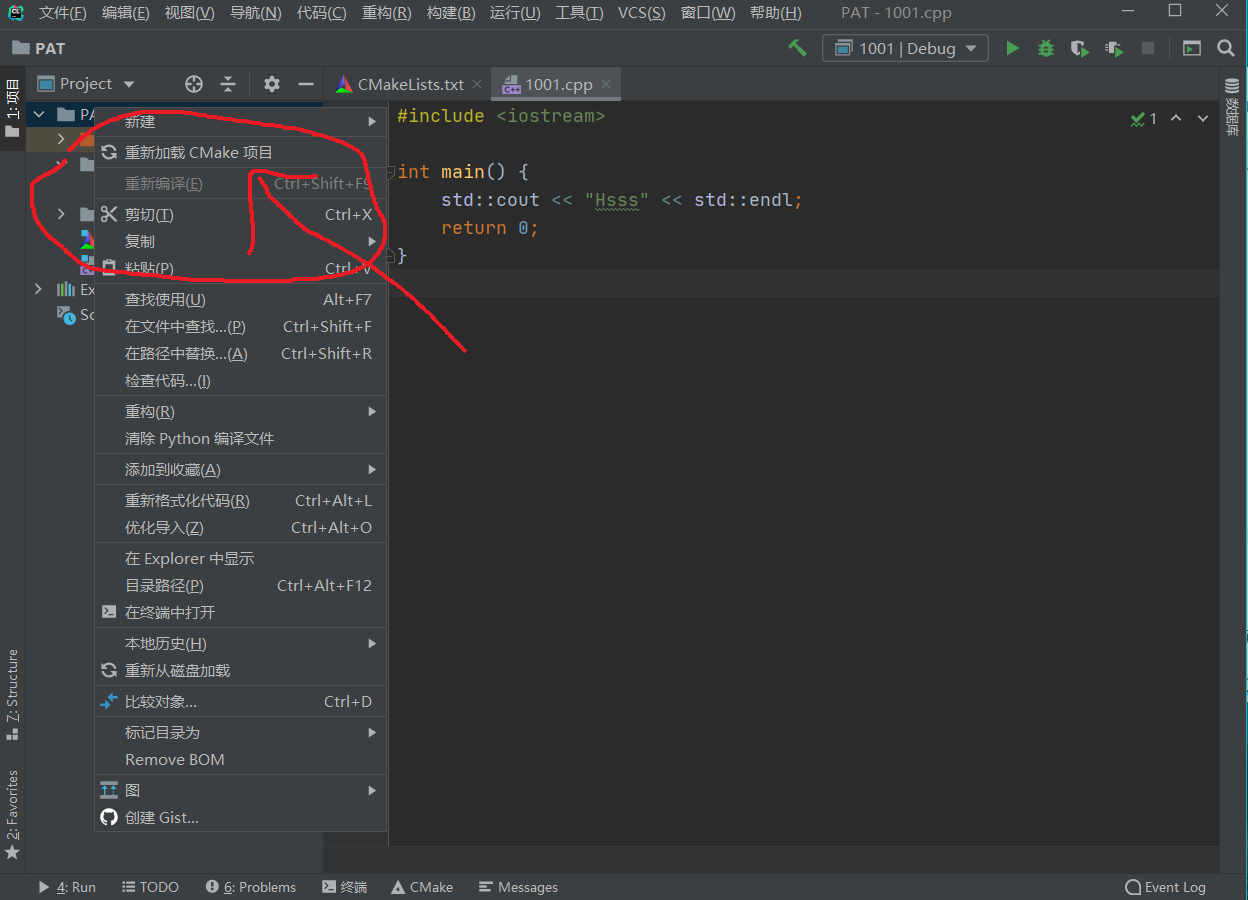 文件(F) 编辑(E) 视图(V) 导航(N) 代码(C) 重构(R) 构建(B) 运行(U) 工具(T) VCS(S) 窗口(W) 帮助(H) PAT - 1001.cpp
PAT 1001 | Debug
1: 项目
Project CMakeLists.txt 1001.cpp
数据库
新建
重新加载 CMake 项目
重新编译(E) Ctrl+Shift+F9
剪切(T) Ctrl+X
复制
粘贴(P) Ctrl+V
查找使用(U) Alt+F7
在文件中查找...(P) Ctrl+Shift+F
在路径中替换...(A) Ctrl+Shift+R
检查代码...(I)
重构(R)
清除 Python 编译文件
添加到收藏(A)
重新格式化代码(R) Ctrl+Alt+L
优化导入(Z) Ctrl+Alt+O
在 Explorer 中显示
目录路径(P) Ctrl+Alt+F12
在终端中打开
本地历史(H)
重新从磁盘加载
比较对象... Ctrl+D
标记目录为
Remove BOM
图
创建 Gist...
#include <iostream>
1
int main() {
std::cout << "Hsss" << std::endl;
return 0;
}
7: Structure
2: Favorites
4: Run TODO 6: Problems 终端 CMake Messages Event Log